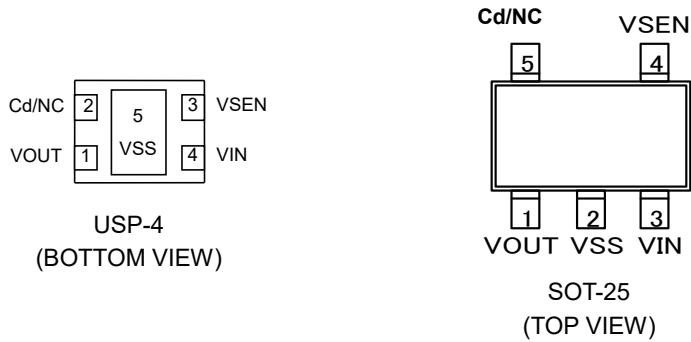 Cd/NC 2 5 3 VSEN
VOUT 1 VSS 4 VIN
USP-4
(BOTTOM VIEW)
Cd/NC VSEN
5 4
1 2 3
VOUT VSS VIN
SOT-25
(TOP VIEW)